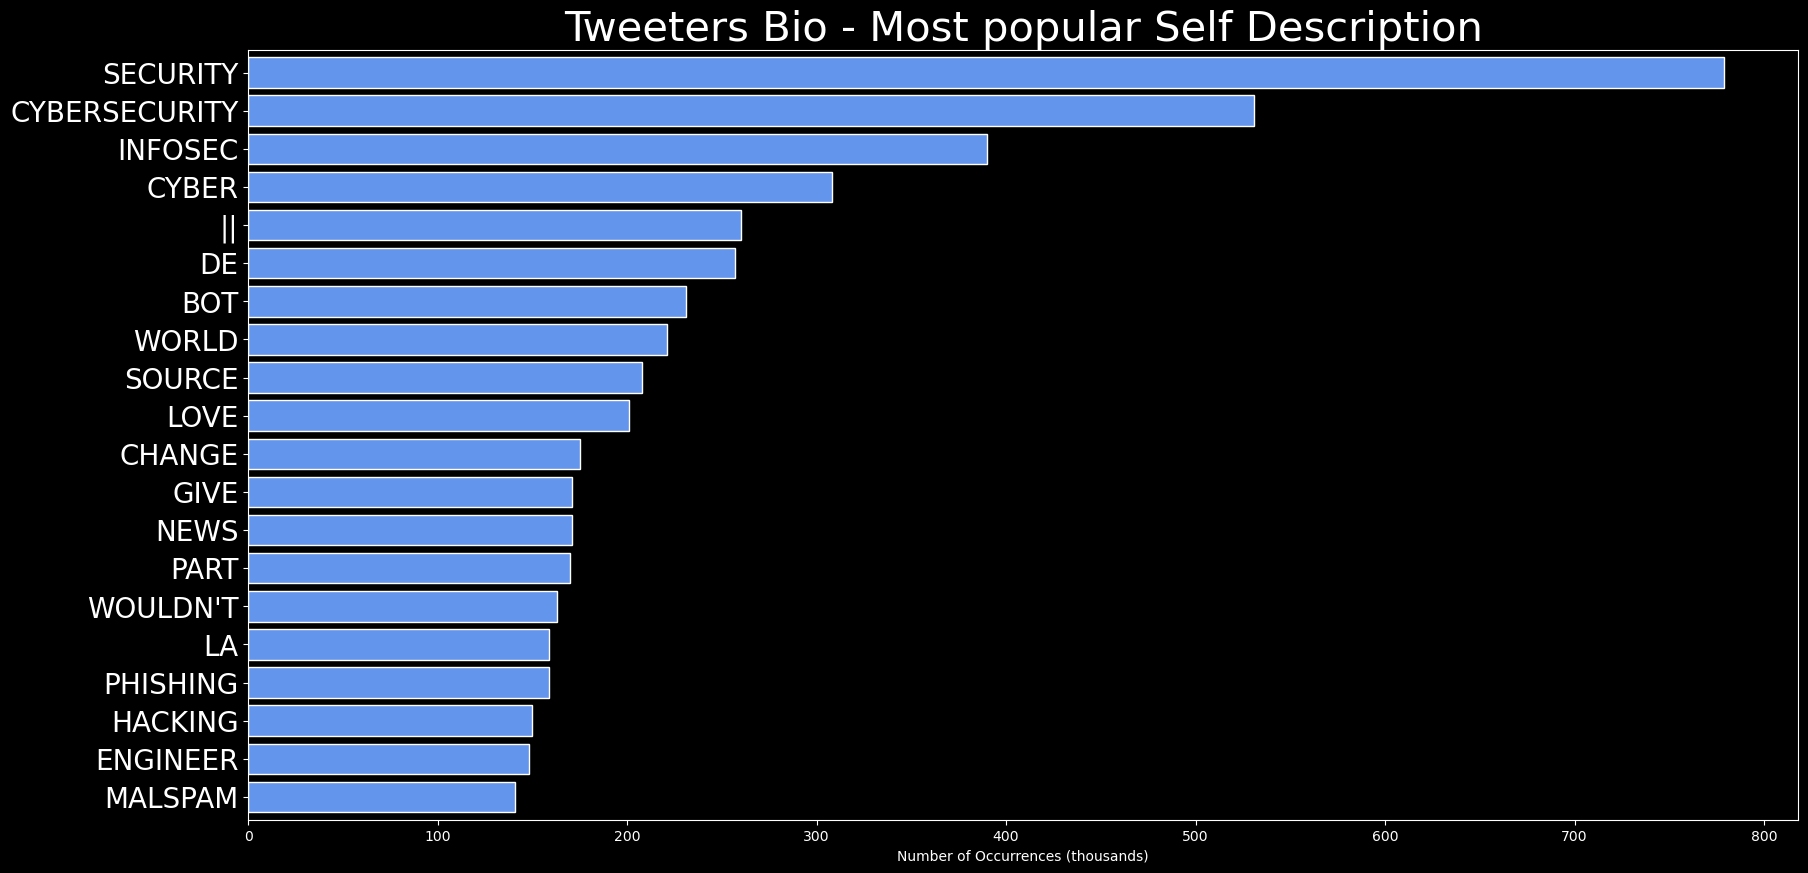 Tweeters Bio - Most popular Self Description
SECURITY
CYBERSECURITY
INFOSEC
CYBER
||
DE
BOT
WORLD
SOURCE
LOVE
CHANGE
GIVE
NEWS
PART
WOULDN'T
LA
PHISHING
HACKING
ENGINEER
MALSPAM
0 100 200 300 400 500 600 700 800
Number of Occurrences (thousands)